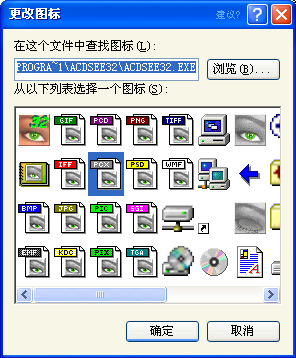 更改图标
建议?
在这个文件中查找图标(L):
PROGRA~1\ACDSEE32\ACDSEE32.EXE
浏览(B)...
从以下列表选择一个图标(S):
32 GIF PCD PNG TIFF
IFF PCX PSD WMF
BMP JPG PIC SGI
EMF KDC PIX TGA
确定
取消